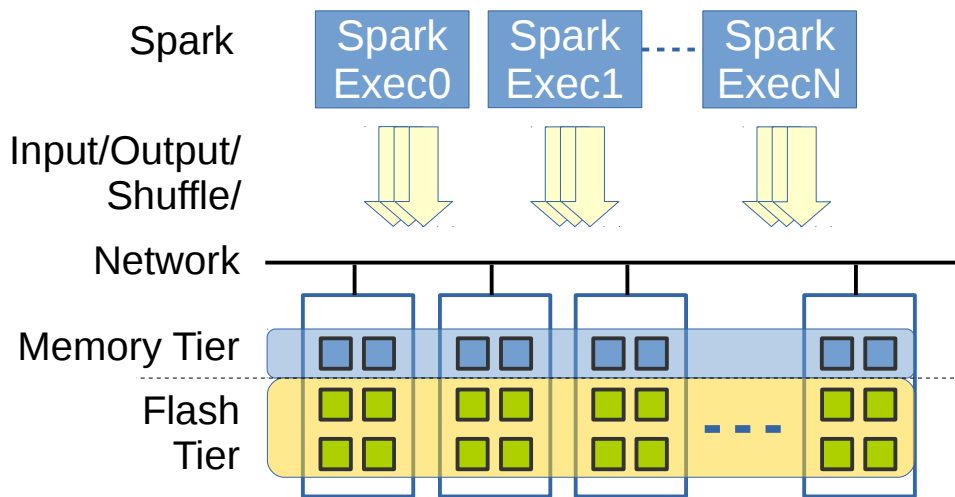 Spark
Spark
Exec0
Spark
Exec1
Spark
ExecN
Input/Output/
Shuffle/
Network
Memory Tier
Flash
Tier